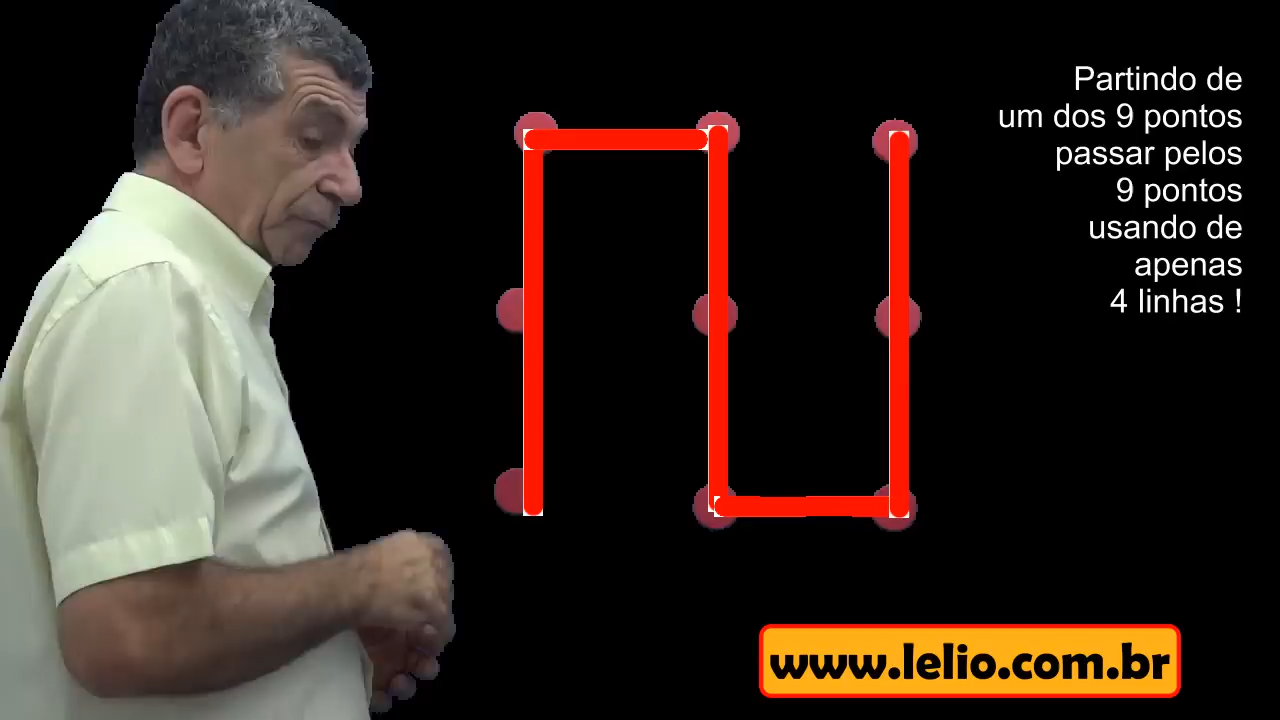 Partindo de
um dos 9 pontos
passar pelos
9 pontos
usando de
apenas
4 linhas !
www.lelio.com.br